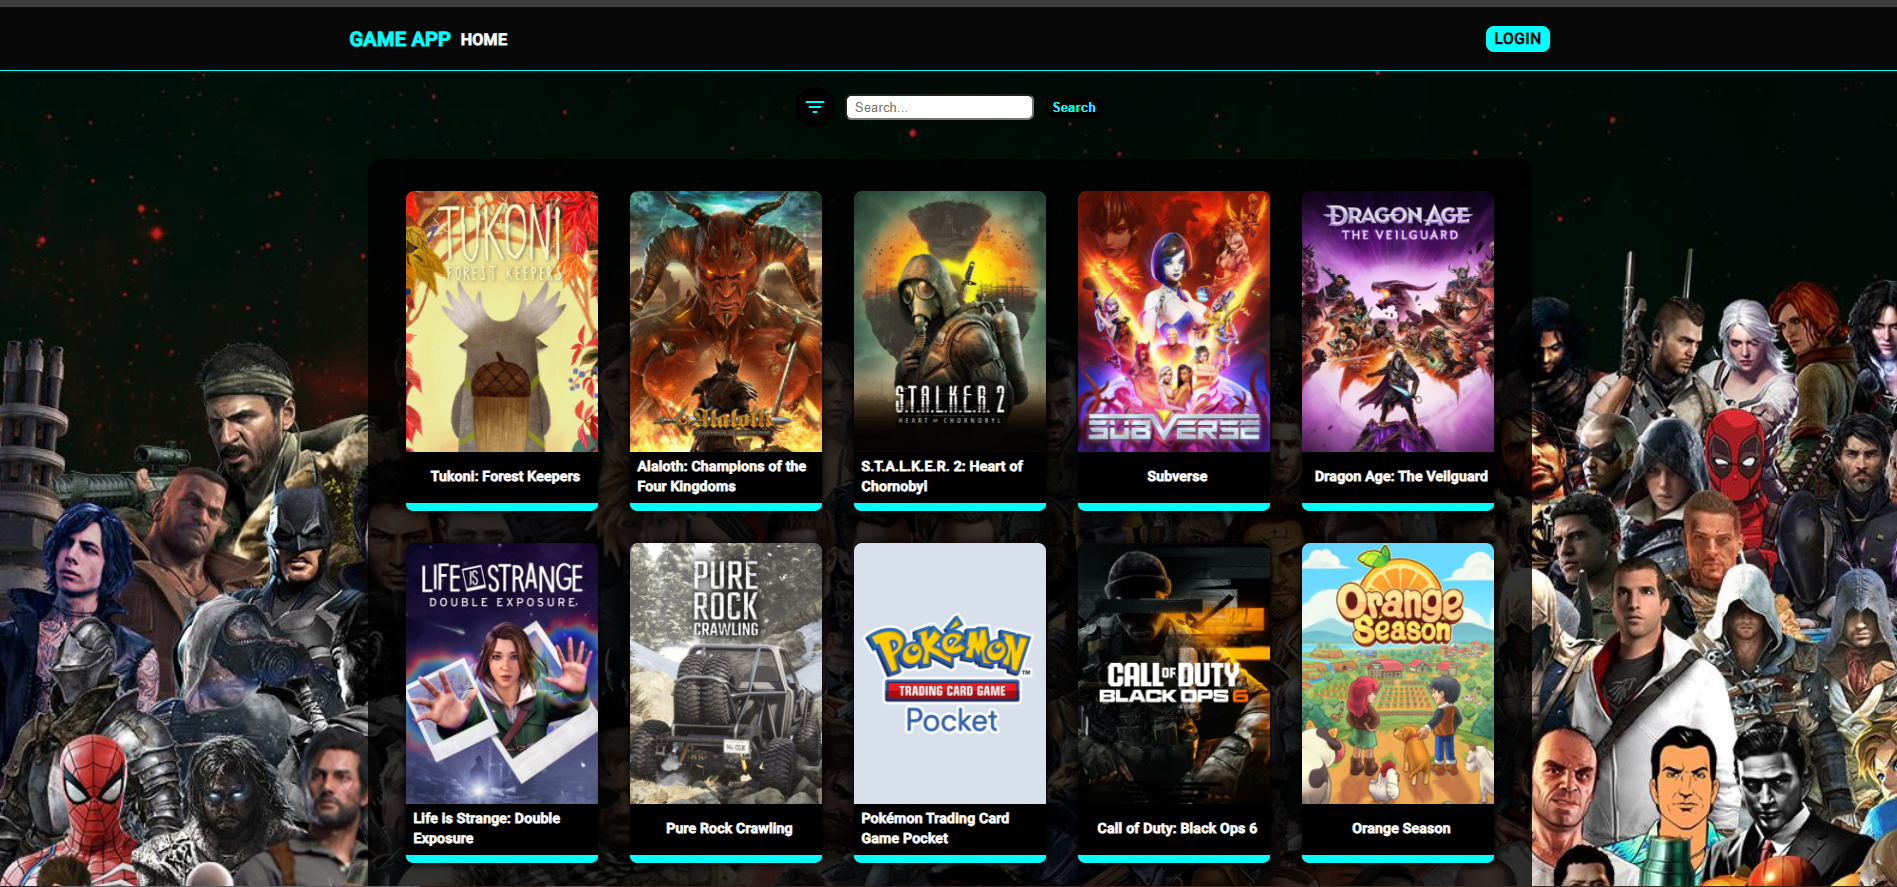 GAME APP HOME LOGIN
Search... Search
TUKONI
FOREST KEEPERS
Tukoni: Forest Keepers
Alaloth
Alaloth: Champions of the
Four Kingdoms
S.T.A.L.K.E.R. 2
HEART OF CHORNOBYL
S.T.A.L.K.E.R. 2: Heart of
Chornobyl
SUBVERSE
Subverse
DRAGON AGE
THE VEILGUARD
Dragon Age: The Veilguard
LIFE IS STRANGE
DOUBLE EXPOSURE
Life is Strange: Double
Exposure
PURE
ROCK
CRAWLING
Pure Rock Crawling
POKéMON
TRADING CARD GAME
Pocket
Pokémon Trading Card
Game Pocket
CALL OF DUTY
BLACK OPS 6
Call of Duty: Black Ops 6
Orange
Season
Orange Season